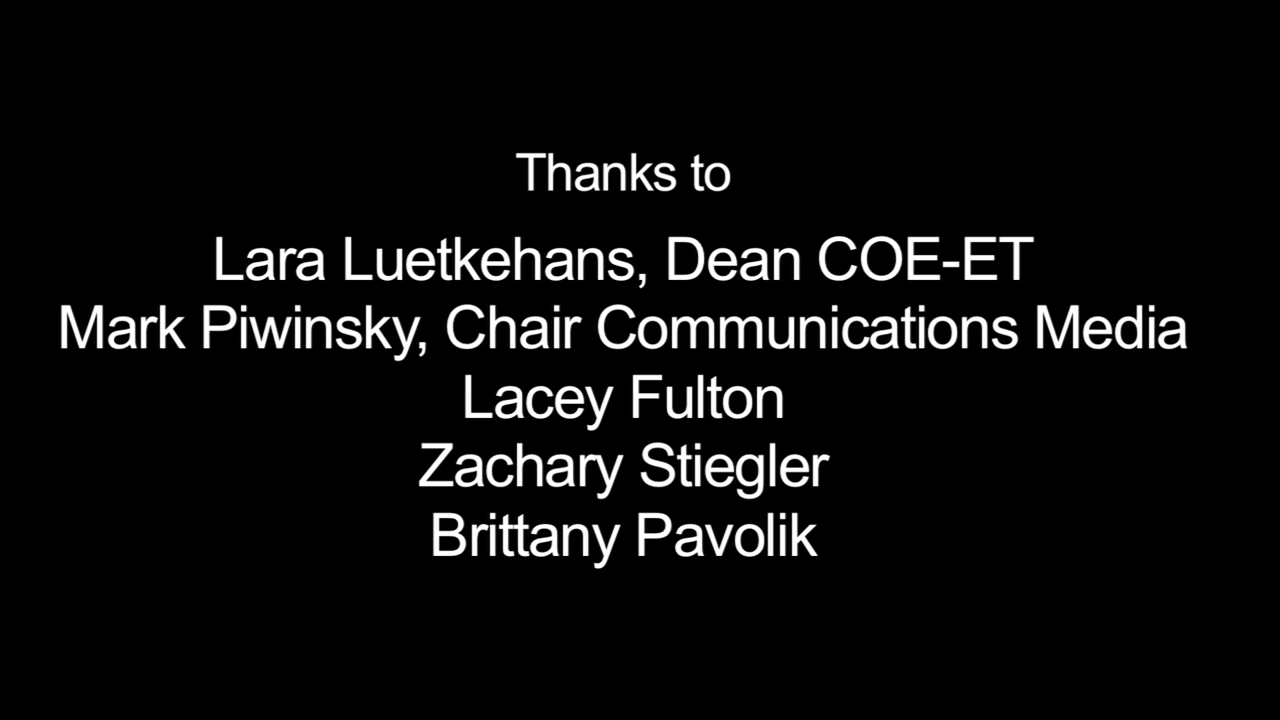 Thanks to
Lara Luetkehans, Dean COE-ET
Mark Piwinsky, Chair Communications Media
Lacey Fulton
Zachary Stiegler
Brittany Pavolik